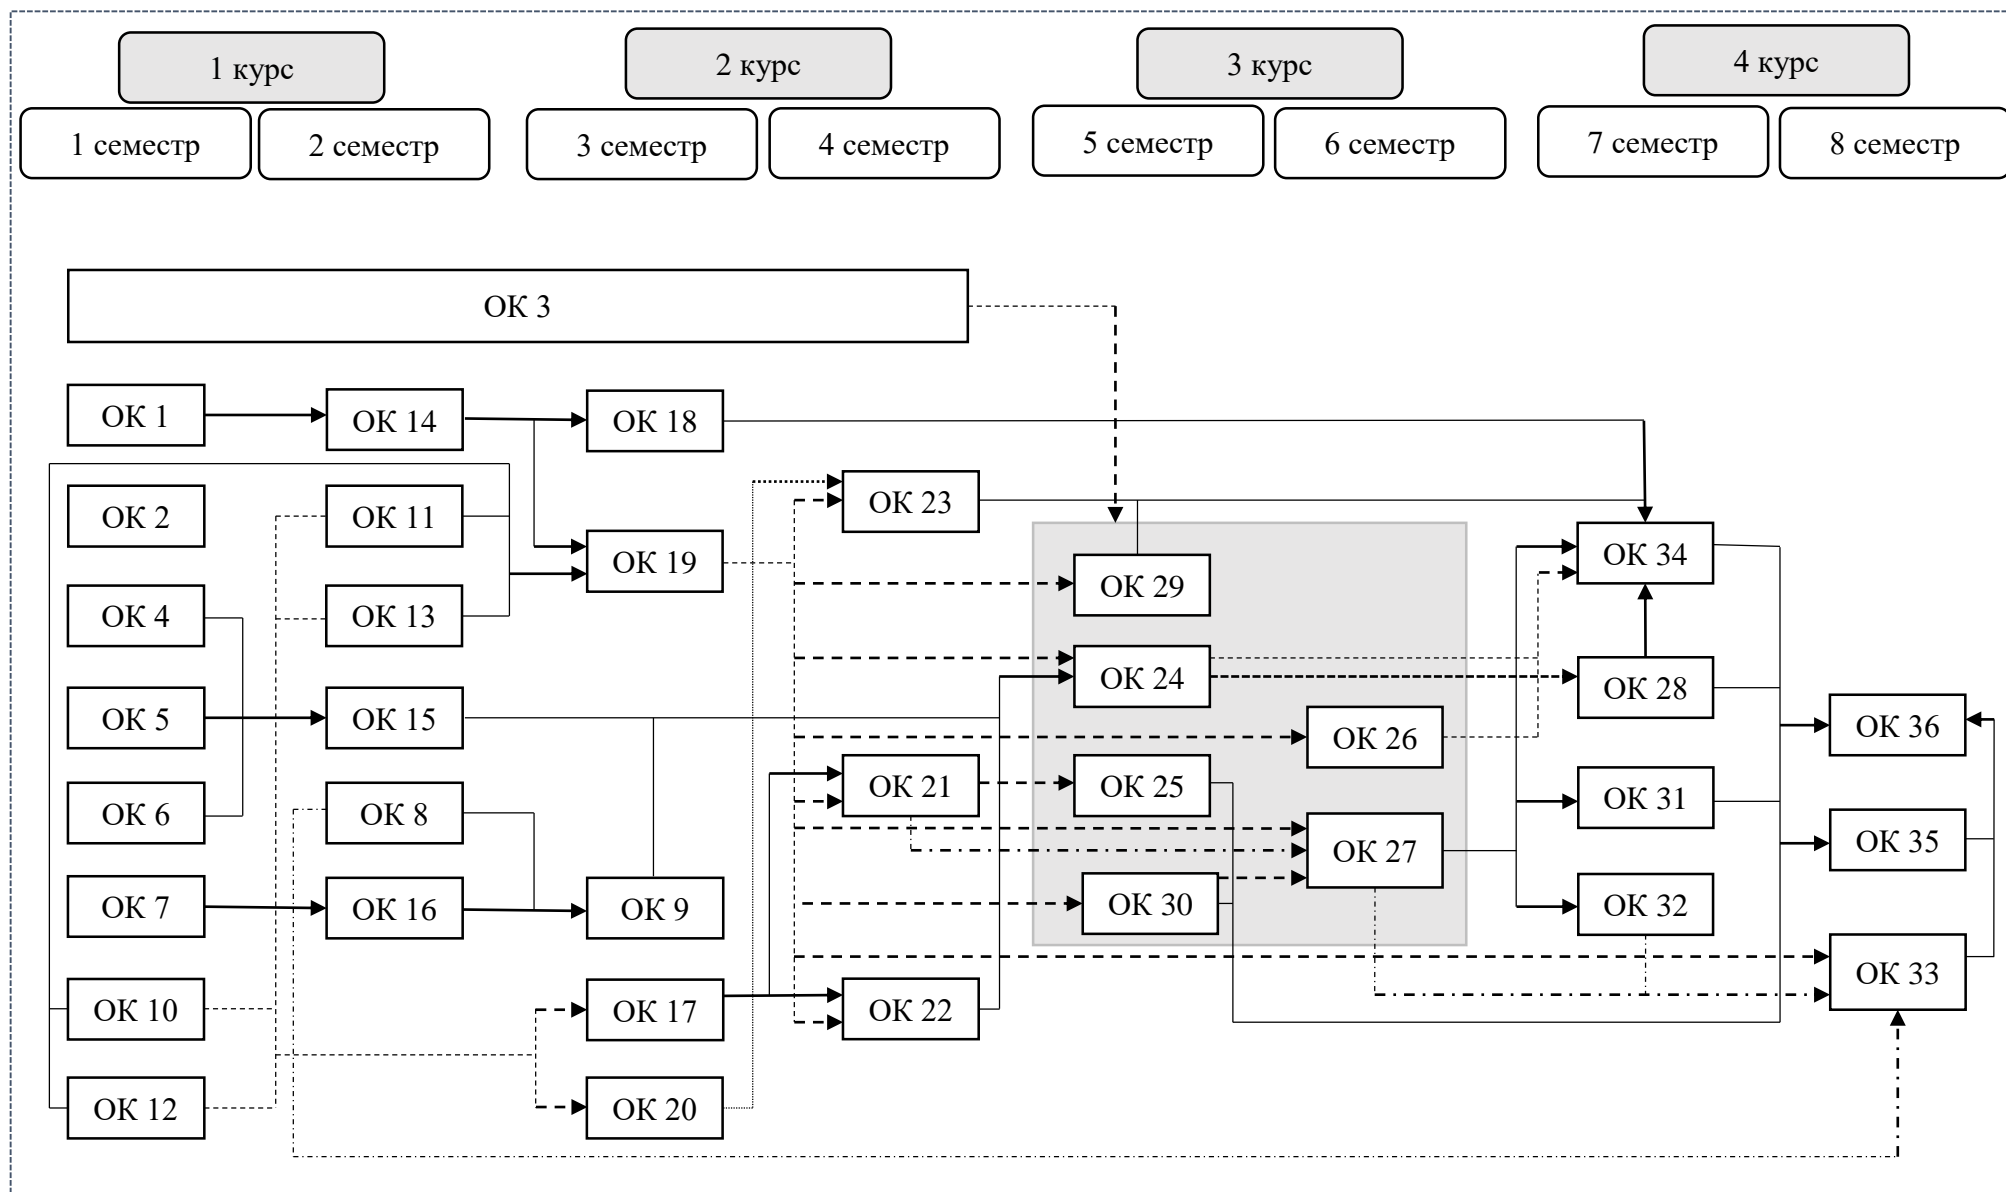 1 курс
2 курс
3 курс
4 курс
1 семестр
2 семестр
3 семестр
4 семестр
5 семестр
6 семестр
7 семестр
8 семестр
ОК 3
ОК 1
ОК 14
ОК 18
ОК 2
ОК 11
ОК 23
ОК 19
ОК 34
ОК 29
ОК 4
ОК 13
ОК 24
ОК 28
ОК 5
ОК 15
ОК 26
ОК 36
ОК 6
ОК 8
ОК 21
ОК 25
ОК 31
ОК 35
ОК 27
ОК 7
ОК 16
ОК 9
ОК 30
ОК 32
ОК 33
ОК 10
ОК 17
ОК 22
ОК 12
ОК 20